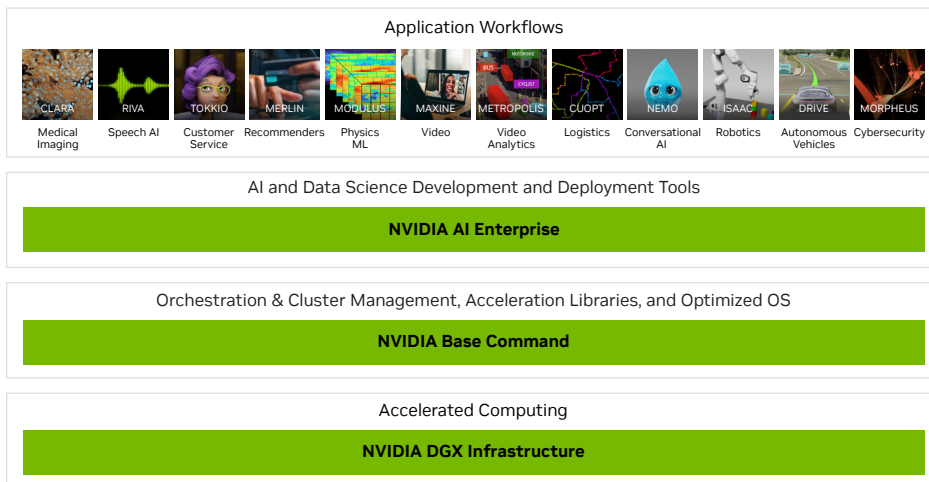 Application Workflows
MOTORBIKE
BUS
CYCLIST
CLARA
RIVA
TOKKIO
MERLIN
MODULUS
MAXINE
METROPOLIS
CUOPT
NEMO
ISAAC
DRIVE
MORPHEUS
Medical
Imaging
Speech AI
Customer
Service
Recommenders
Physics
ML
Video
Video
Analytics
Logistics
Conversational
AI
Robotics
Autonomous
Vehicles
Cybersecurity
AI and Data Science Development and Deployment Tools
NVIDIA AI Enterprise
Orchestration & Cluster Management, Acceleration Libraries, and Optimized OS
NVIDIA Base Command
Accelerated Computing
NVIDIA DGX Infrastructure